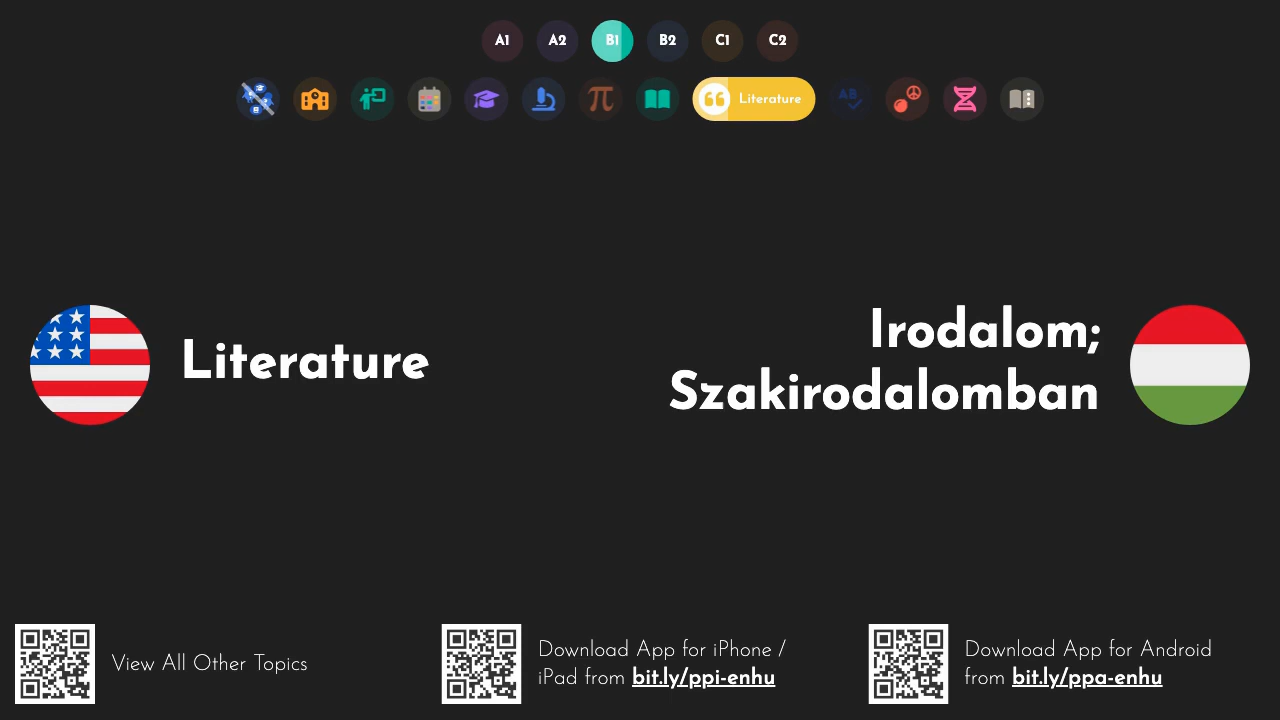 A1 A2 B1 B2 C1 C2
Literature
Literature
Irodalom;
Szakirodalomban
View All Other Topics
Download App for iPhone /
iPad from bit.ly/ppi-enhu
Download App for Android
from bit.ly/ppa-enhu